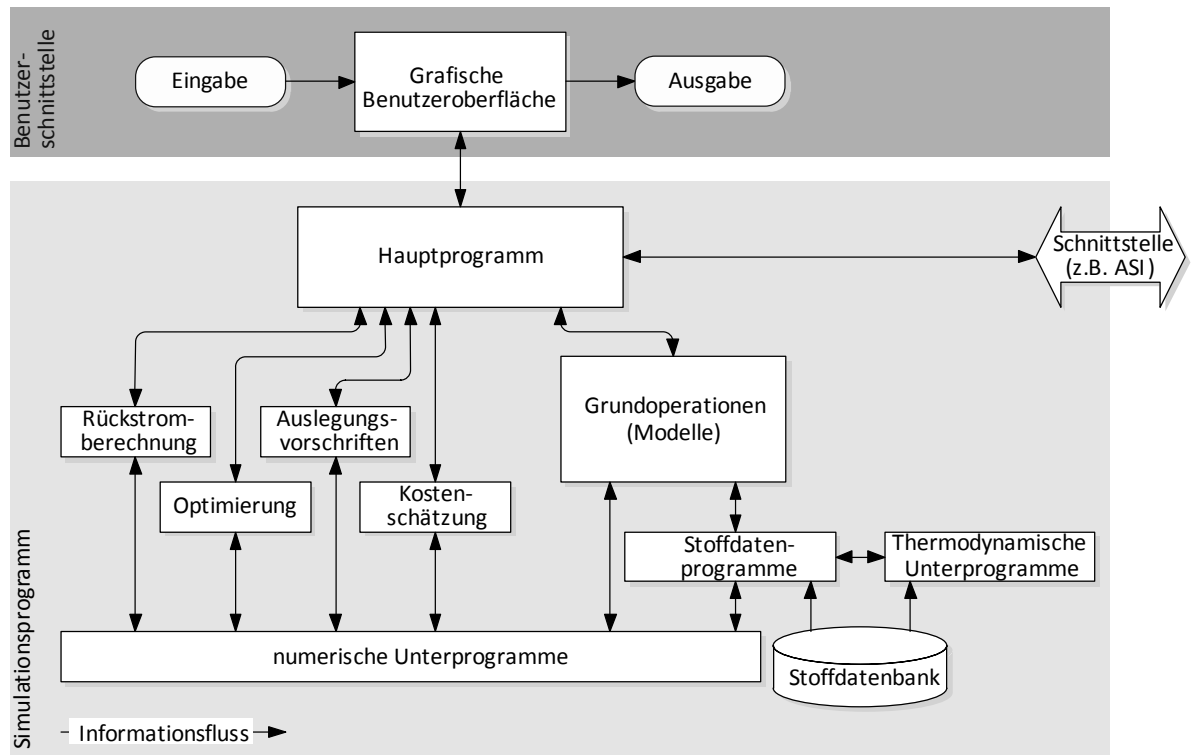 Benutzer-
schnittstelle
Eingabe
Grafische
Benutzeroberfläche
Ausgabe
Hauptprogramm
Schnittstelle
(z.B. ASI)
Rückstrom-
berechnung
Auslegungs-
vorschriften
Grundoperationen
(Modelle)
Optimierung
Kosten-
schätzung
Stoffdaten-
programme
Thermodynamische
Unterprogramme
numerische Unterprogramme
Stoffdatenbank
Simulationsprogramm
Informationsfluss